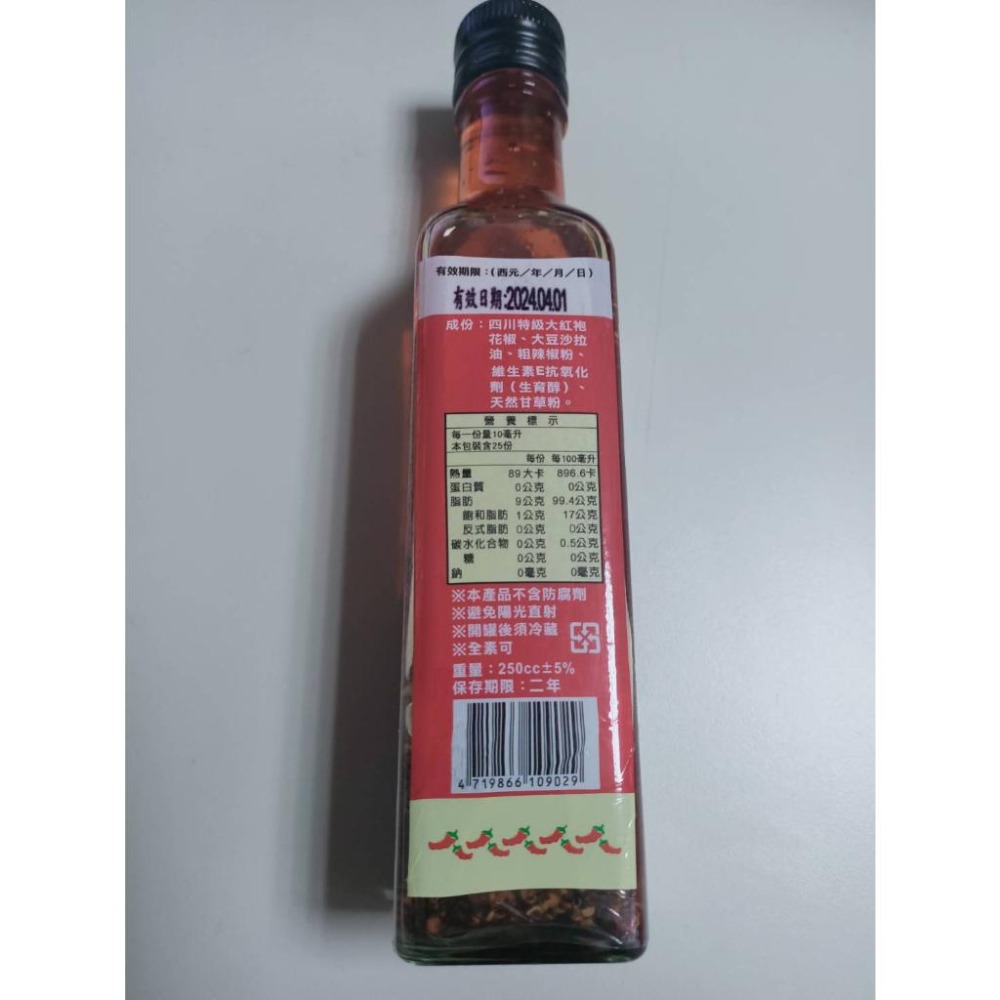 有效期限：(西元／年／月／日)
有效日期:2024.04.01
成份：四川特級大紅袍
花椒、大豆沙拉
油、粗辣椒粉、
維生素E抗氧化
劑（生育醇）、
天然甘草粉。
營養標示
每一份量10毫升
本包裝含25份
每份 每100毫升
熱量 89大卡 896.6卡
蛋白質 0公克 0公克
脂肪 9公克 99.4公克
飽和脂肪 1公克 17公克
反式脂肪 0公克 0公克
碳水化合物 0公克 0.5公克
糖 0公克 0公克
鈉 0毫克 0毫克
※本產品不含防腐劑
※避免陽光直射
※開罐後須冷藏
※全素可
重量：250cc±5%
保存期限：二年
4 719866 109029